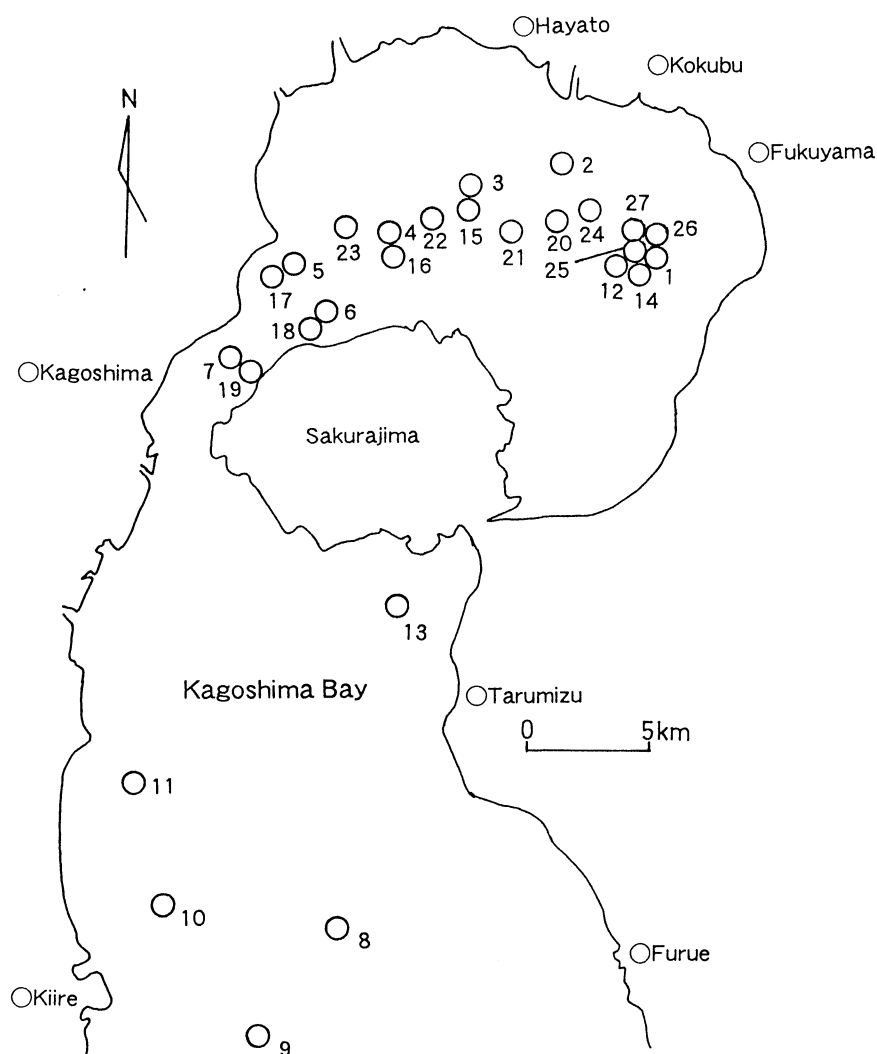 Hayato
Kokubu
N
Fukuyama
2
3
27
26
23
4
22
15
21
20
24
5
16
25
12
1
14
17
6
18
7
19
Kagoshima
Sakurajima
13
Kagoshima Bay
Tarumizu
0 5km
11
10
8
Furue
Kiire
9